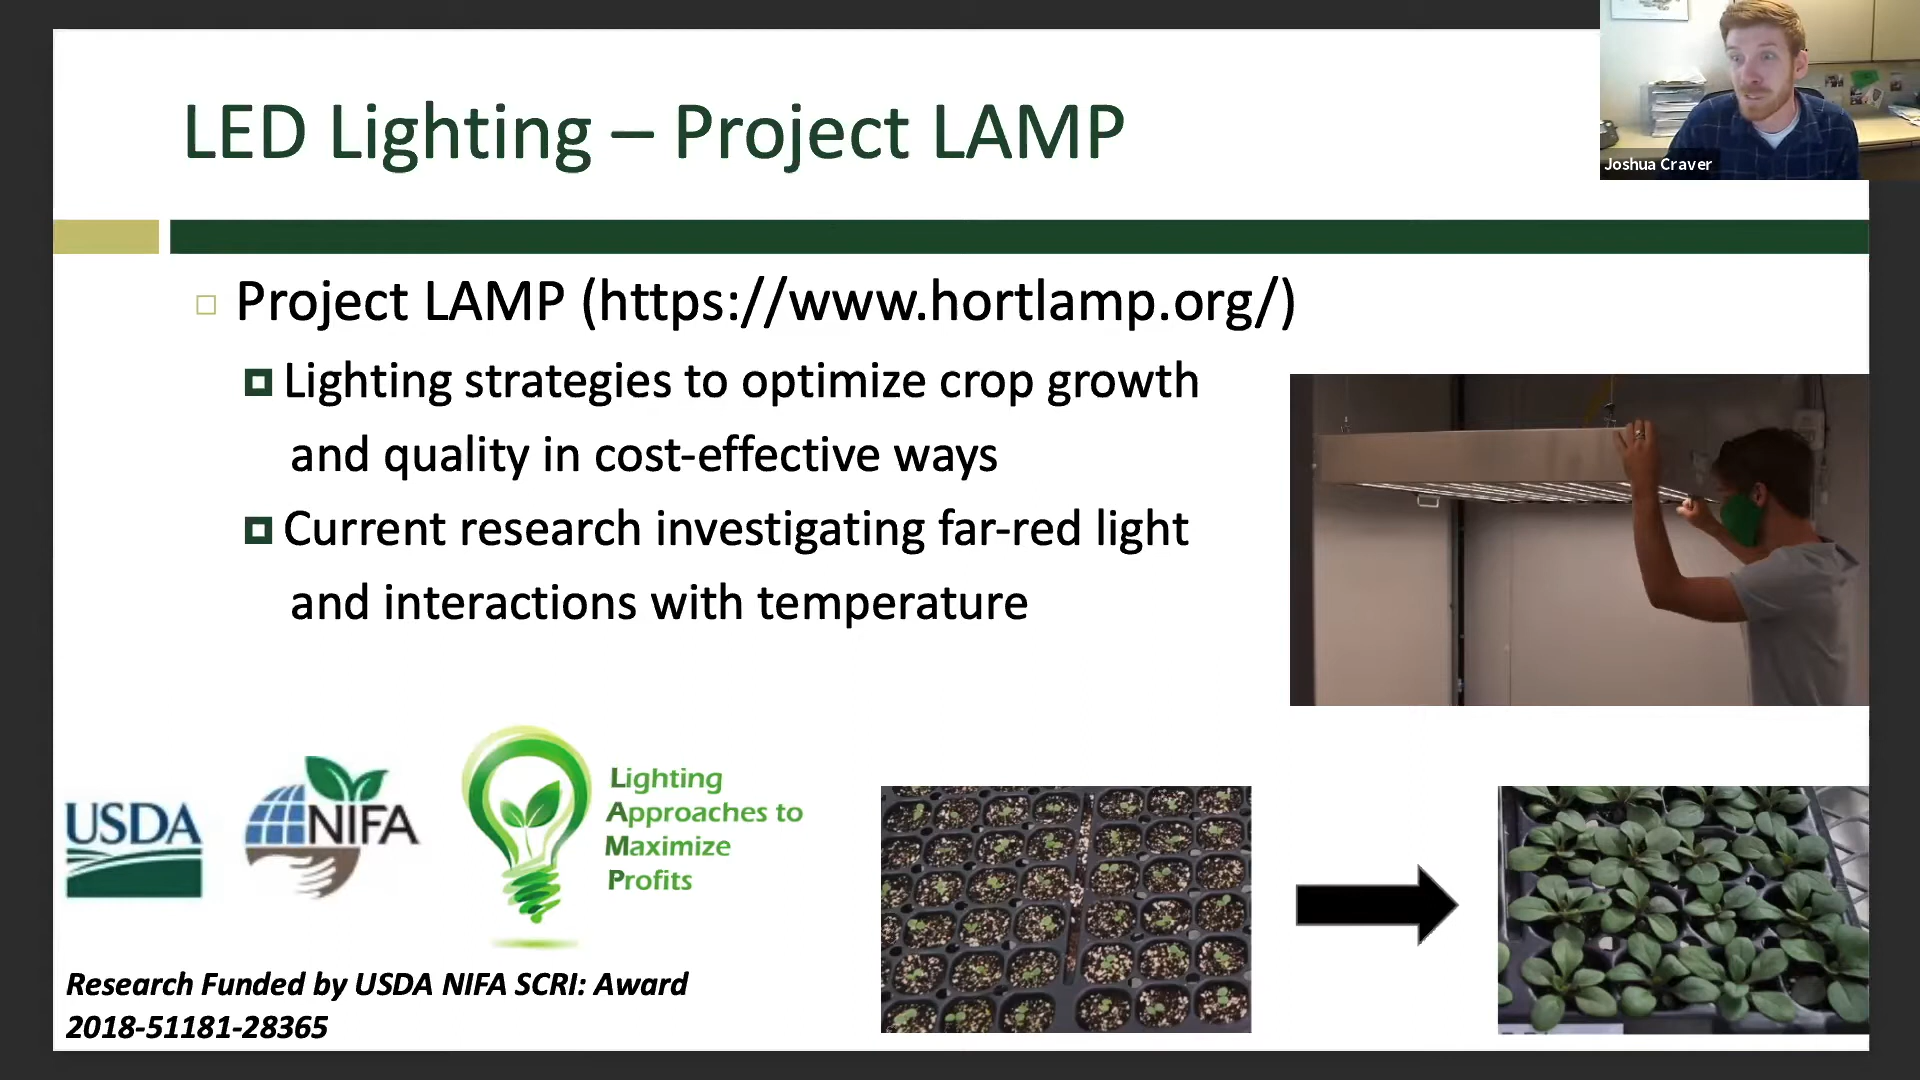 LED Lighting – Project LAMP
Joshua Craver
Project LAMP (https://www.hortlamp.org/)
Lighting strategies to optimize crop growth
and quality in cost-effective ways
Current research investigating far-red light
and interactions with temperature
USDA
NIFA
Lighting
Approaches to
Maximize
Profits
Research Funded by USDA NIFA SCRI: Award
2018-51181-28365